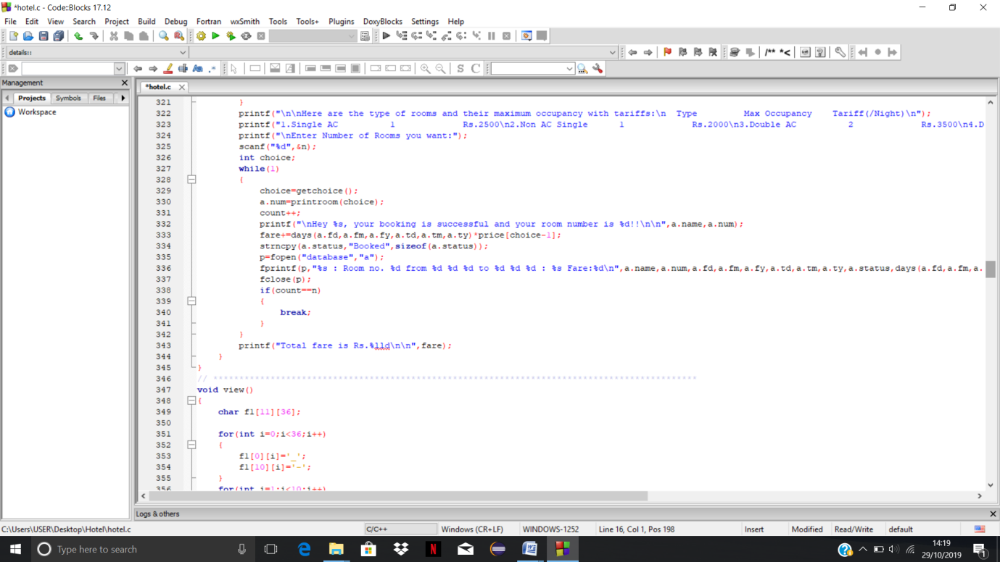 *hotel.c - Code::Blocks 17.12
File Edit View Search Project Build Debug Fortran wxSmith Tools Tools+ Plugins DoxyBlocks Settings Help
details::
/** *<
S C
Management
*hotel.c
Projects Symbols Files
Workspace
321 }
322 printf("\n\nHere are the type of rooms and their maximum occupancy with tariffs:\n Type Max Occupancy Tariff(/Night)\n");
323 printf("1.Single AC 1 Rs.2500\n2.Non AC Single 1 Rs.2000\n3.Double AC 2 Rs.3500\n4.D
324 printf("\nEnter Number of Rooms you want:");
325 scanf("%d",&n);
326 int choice;
327 while(1)
328 {
329 choice=getchoice();
330 a.num=printroom(choice);
331 count++;
332 printf("\nHey %s, your booking is successful and your room number is %d!!\n\n",a.name,a.num);
333 fare+=days(a.fd,a.fm,a.fy,a.td,a.tm,a.ty)*price[choice-1];
334 strncpy(a.status,"Booked",sizeof(a.status));
335 p=fopen("database","a");
336 fprintf(p,"%s : Room no. %d from %d %d %d to %d %d %d : %s Fare:%d\n",a.name,a.num,a.fd,a.fm,a.fy,a.td,a.tm,a.ty,a.status,days(a.fd,a.fm,a.
337 fclose(p);
338 if(count==n)
339 {
340 break;
341 }
342 }
343 printf("Total fare is Rs.%lld\n\n",fare);
344 }
345 }
346 // *********************************************************************************************
347 void view()
348 {
349 char fl[11][36];
350
351 for(int i=0;i<36;i++)
352 {
353 fl[0][i]='_';
354 fl[10][i]='-';
355 }
356 for(int i=1;i<10;i++)
Logs & others
C:\Users\USER\Desktop\Hotel\hotel.c C/C++ Windows (CR+LF) WINDOWS-1252 Line 16, Col 1, Pos 198 Insert Modified Read/Write default
Type here to search
14:19
29/10/2019
1